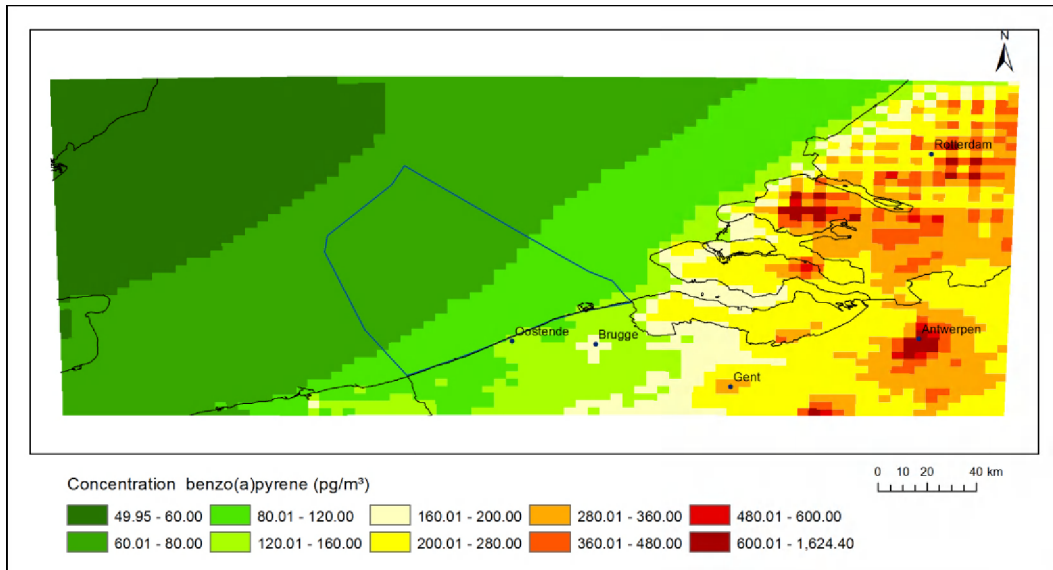 N
Rotterdam
Oostende
Brugge
Antwerpen
Gent
Concentration benzo(a)pyrene (pg/m³)
0 10 20 40 km
49.95 - 60.00 80.01 - 120.00 160.01 - 200.00 280.01 - 360.00 480.01 - 600.00
60.01 - 80.00 120.01 - 160.00 200.01 - 280.00 360.01 - 480.00 600.01 - 1,624.40